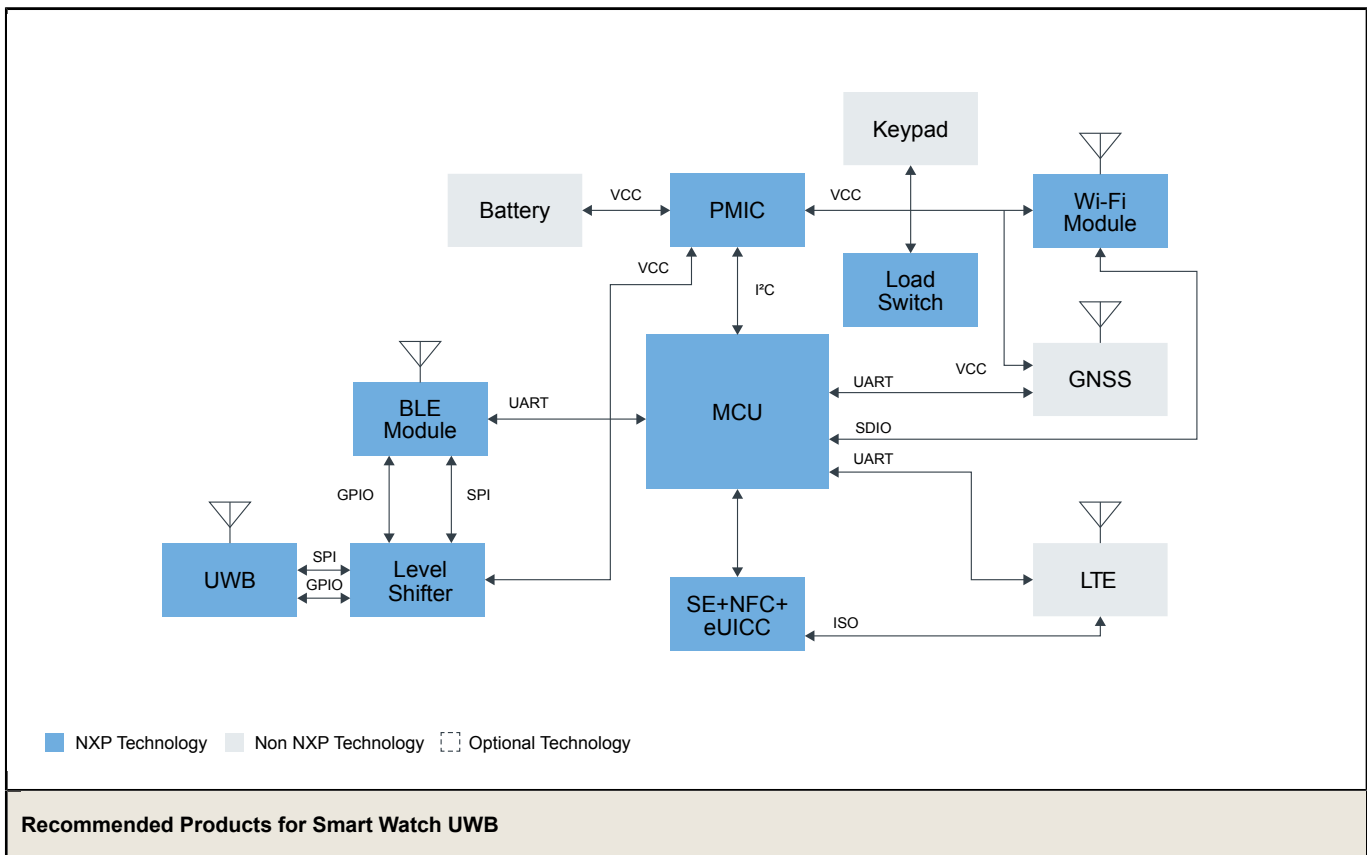 Keypad
Battery
VCC
PMIC
VCC
Wi-Fi
Module
VCC
I²C
Load
Switch
BLE
Module
UART
MCU
UART
VCC
GNSS
SDIO
UART
GPIO
SPI
UWB
SPI
GPIO
Level
Shifter
SE+NFC+
eUICC
ISO
LTE
NXP Technology
Non NXP Technology
Optional Technology
Recommended Products for Smart Watch UWB